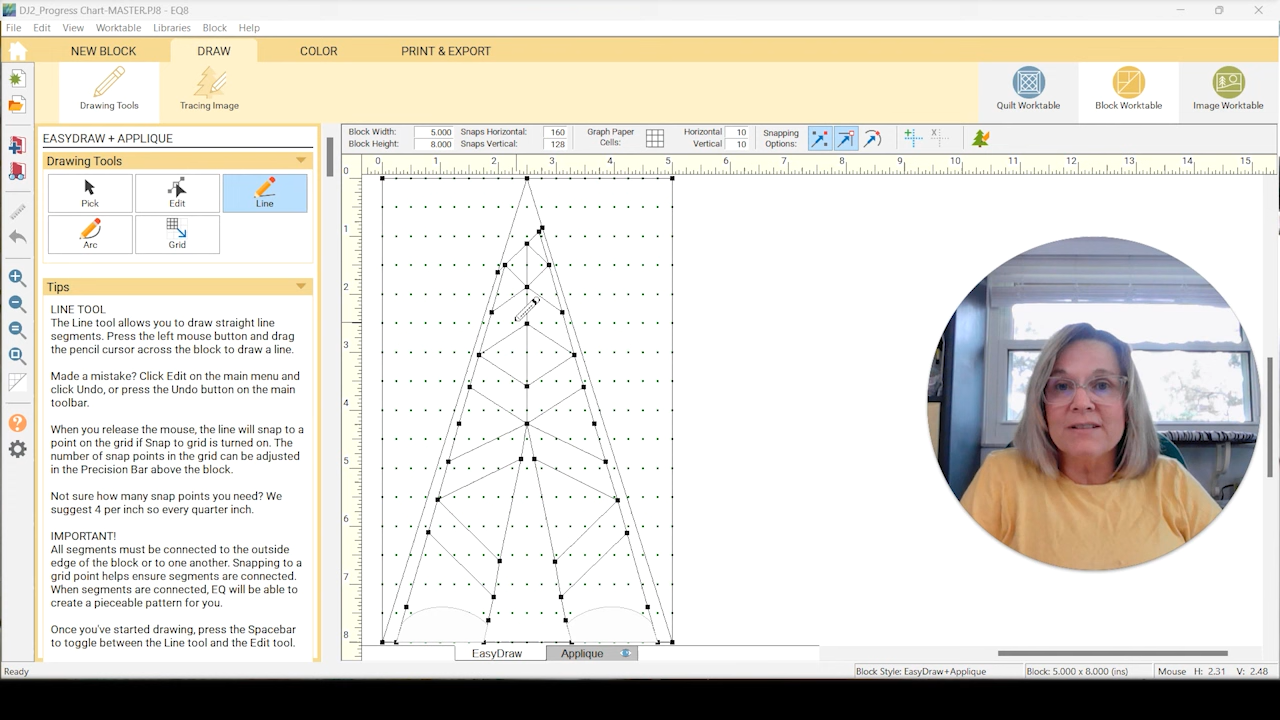 DJ2_Progress Chart-MASTER.PJ8 - EQ8
File Edit View Worktable Libraries Block Help
NEW BLOCK DRAW COLOR PRINT & EXPORT
Drawing Tools Tracing Image Quilt Worktable Block Worktable Image Worktable
EASYDRAW + APPLIQUE
Drawing Tools
Pick Edit Line
Arc Grid
Tips
LINE TOOL
The Line tool allows you to draw straight line
segments. Press the left mouse button and drag
the pencil cursor across the block to draw a line.
Made a mistake? Click Edit on the main menu and
click Undo, or press the Undo button on the main
toolbar.
When you release the mouse, the line will snap to a
point on the grid if Snap to grid is turned on. The
number of snap points in the grid can be adjusted
in the Precision Bar above the block.
Not sure how many snap points you need? We
suggest 4 per inch so every quarter inch.
IMPORTANT!
All segments must be connected to the outside
edge of the block or to one another. Snapping to a
grid point helps ensure segments are connected.
When segments are connected, EQ will be able to
create a pieceable pattern for you.
Once you've started drawing, press the Spacebar
to toggle between the Line tool and the Edit tool.
Block Width: 5.000 Snaps Horizontal: 160 Graph Paper Horizontal 10 Snapping
Block Height: 8.000 Snaps Vertical: 128 Cells: Vertical 10 Options:
0 1 2 3 4 5 6 7 8 9 10 11 12 13 14 15
0
1
2
3
4
5
6
7
8
EasyDraw Applique
Ready Block Style: EasyDraw+Applique Block: 5.000 x 8.000 (ins) Mouse H: 2.31 V: 2.48